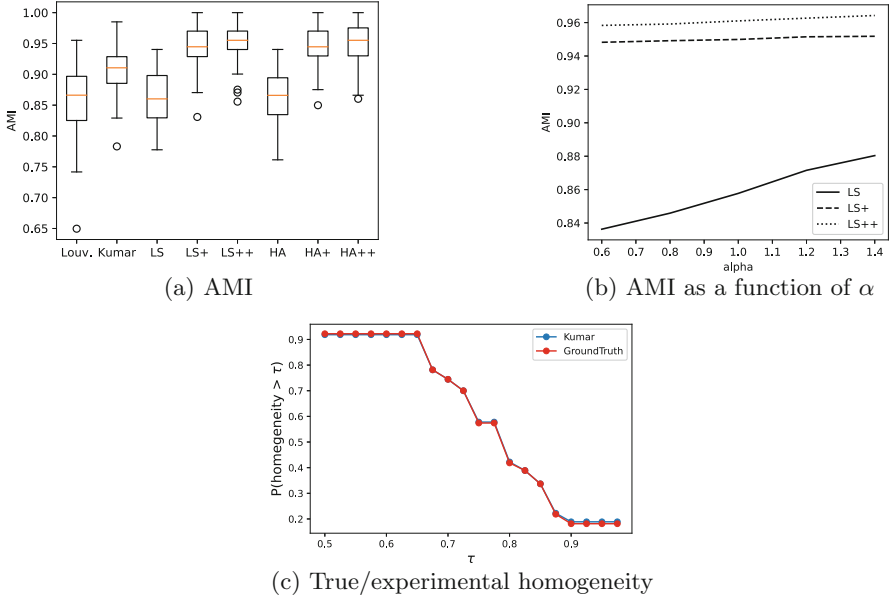 1.00
0.95
0.90
0.85
0.80
0.75
0.70
0.65
AMI
Louv. Kumar LS LS+ LS++ HA HA+ HA++
(a) AMI
0.96
0.94
0.92
0.90
0.88
0.86
0.84
AMI
LS
LS+
LS++
0.6 0.7 0.8 0.9 1.0 1.1 1.2 1.3 1.4
alpha
(b) AMI as a function of α
0.9
0.8
0.7
0.6
0.5
0.4
0.3
0.2
P(homegeneity > τ)
Kumar
GroundTruth
0.5 0.6 0.7 0.8 0.9
τ
(c) True/experimental homogeneity